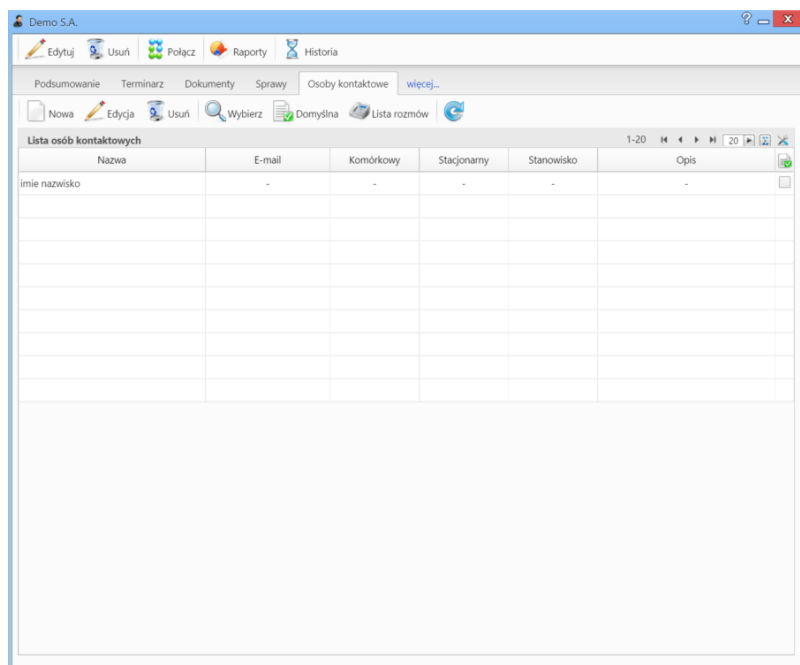 Demo S.A.
Edytuj Usuń Połącz Raporty Historia
Podsumowanie Terminarz Dokumenty Sprawy Osoby kontaktowe więcej...
Nowa Edycja Usuń Wybierz Domyślna Lista rozmów
Lista osób kontaktowych 1-20 20
Nazwa E-mail Komórkowy Stacjonarny Stanowisko Opis
imie nazwisko - - - - -